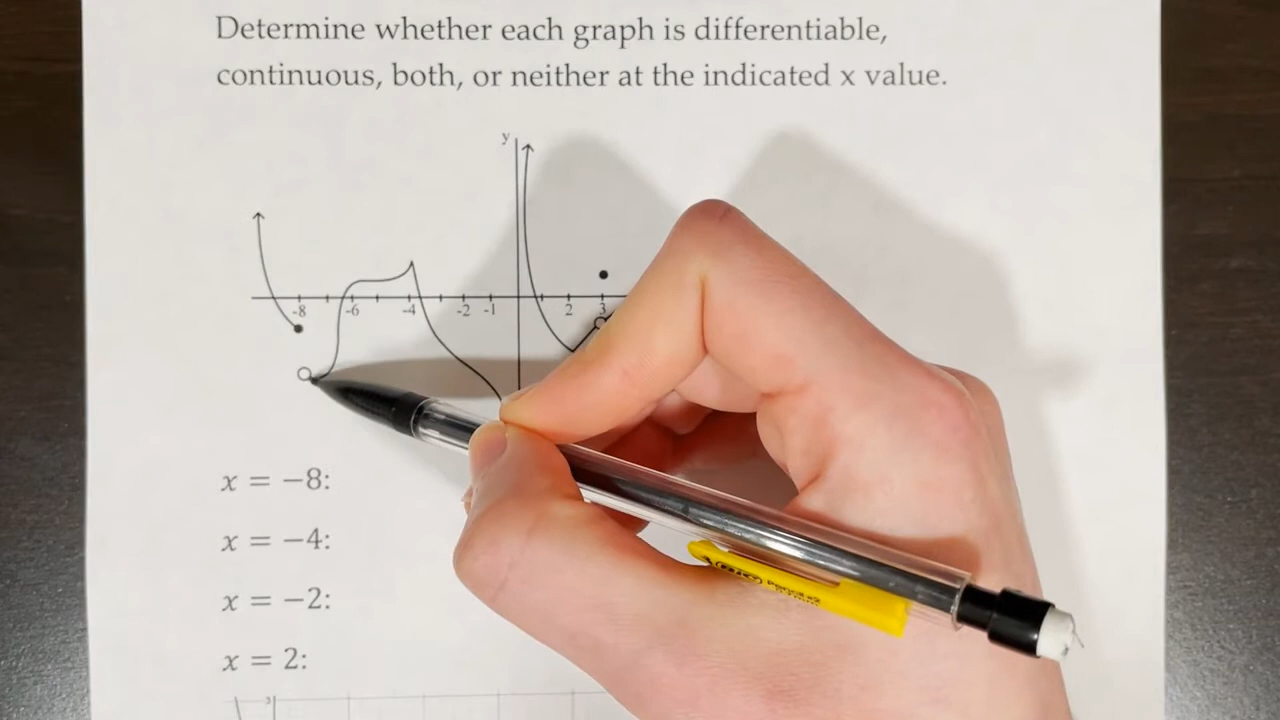 Determine whether each graph is differentiable,
continuous, both, or neither at the indicated x value.
y
-8 -6 -4 -2 -1 2 3
x = −8:
x = −4:
x = −2:
x = 2: